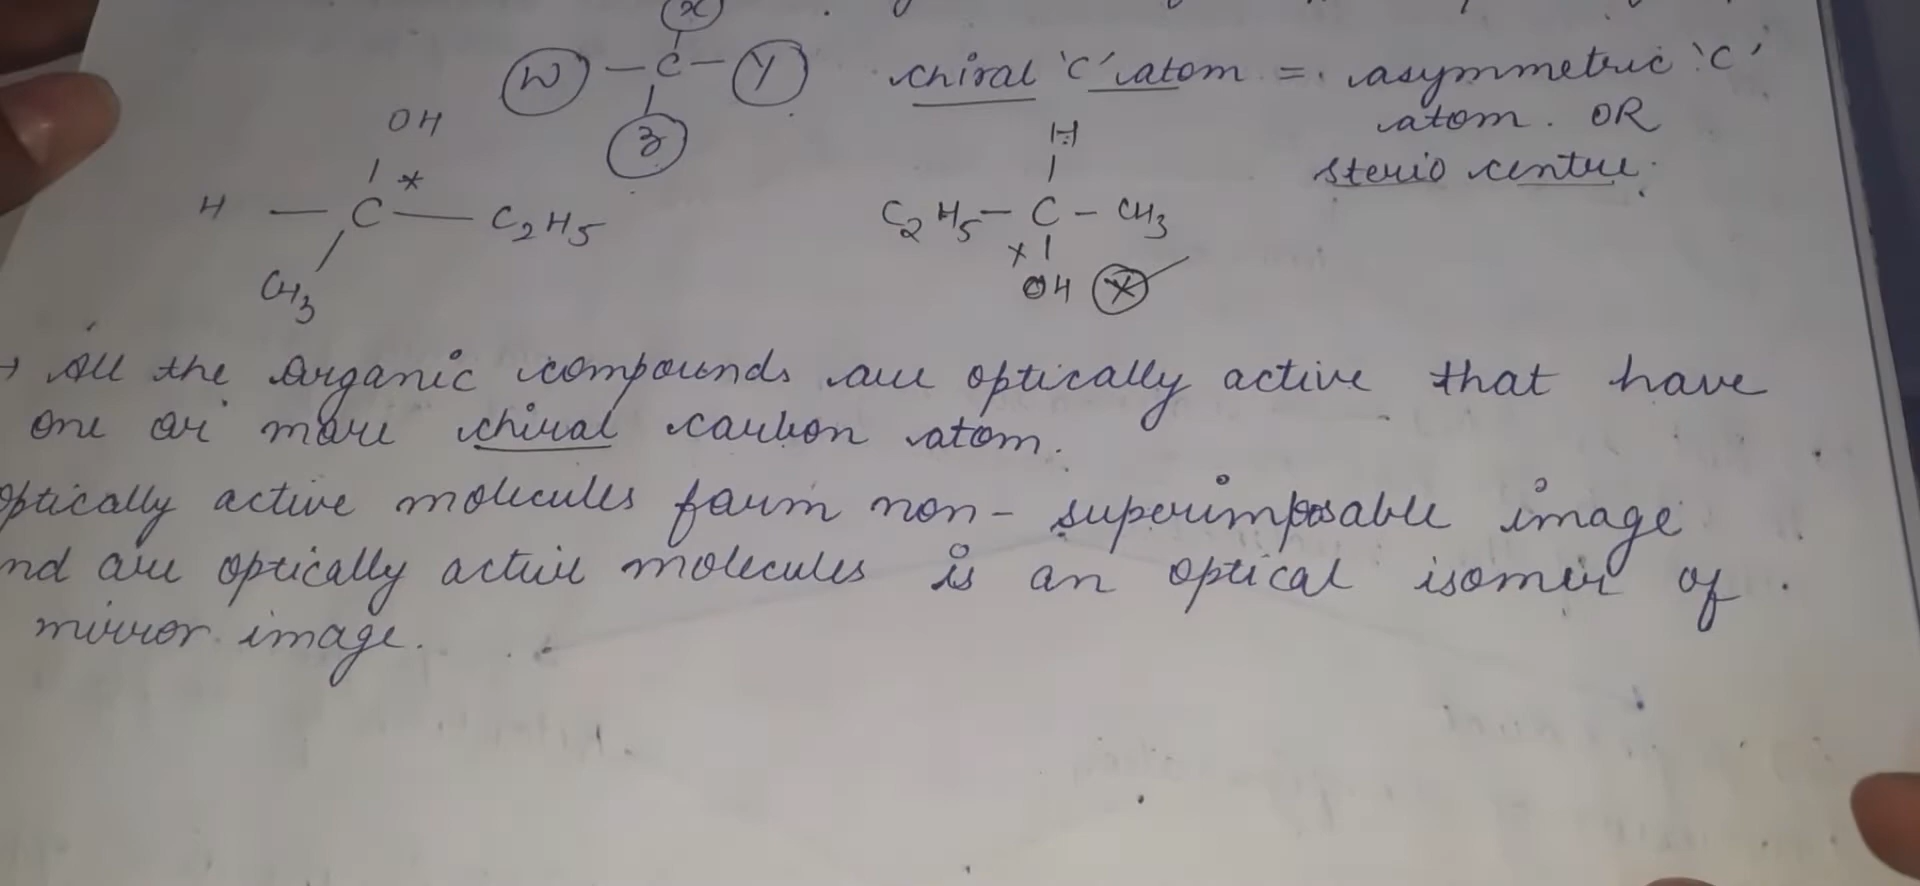 x
W — C — Y
z
chiral 'C' atom = asymmetric 'C'
atom. OR
sterio centre.
OH
*
H — C — C2H5
CH3
H
C2H5 — C — CH3
x
OH *
→ All the Organic compounds are optically active that have
one or more chiral carbon atom.
optically active molecules form non-superimposable image
nd are optically active molecules is an optical isomer of
mirror image.